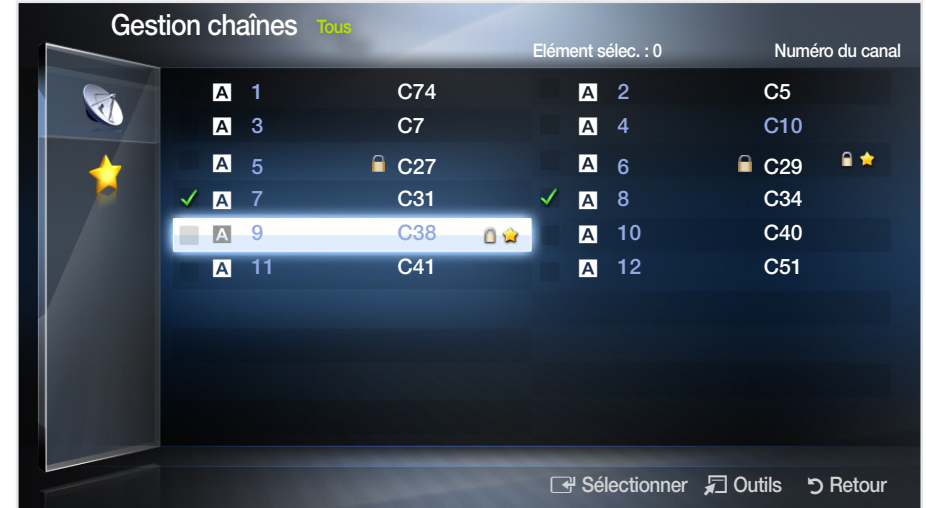 Gestion chaînes Tous
Elément sélec. : 0 Numéro du canal
A 1 C74 A 2 C5
A 3 C7 A 4 C10
A 5 C27 A 6 C29
A 7 C31 A 8 C34
A 9 C38 A 10 C40
A 11 C41 A 12 C51
Sélectionner Outils Retour